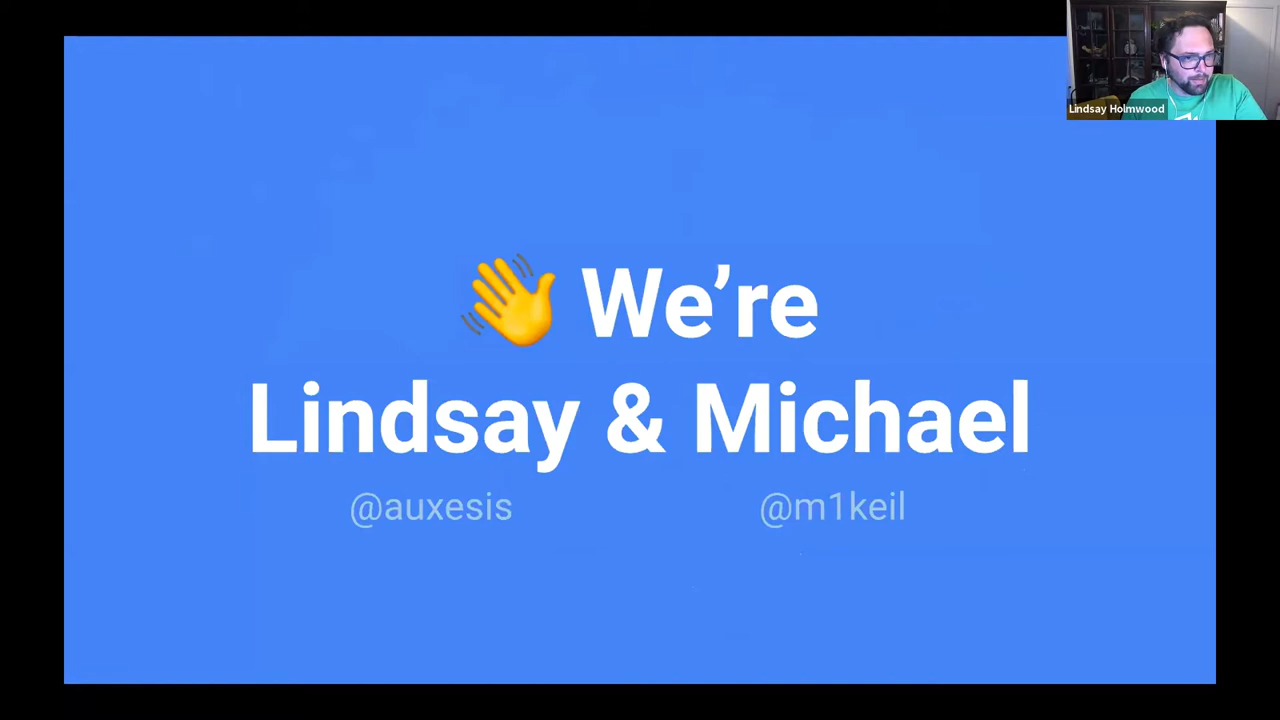 Lindsay Holmwood
👋 We’re
Lindsay & Michael
@auxesis @m1keil